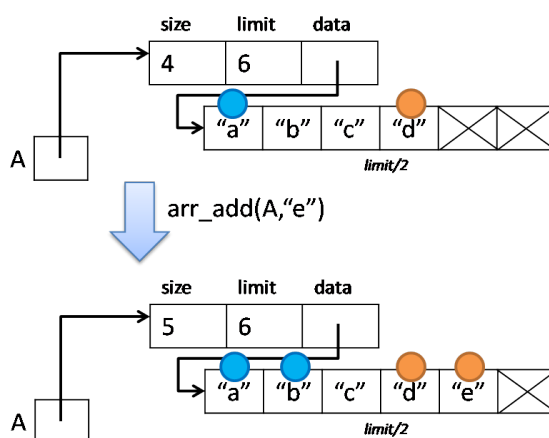 size limit data
4 6
“a” “b” “c” “d”
A
limit/2
arr_add(A,“e”)
size limit data
5 6
“a” “b” “c” “d” “e”
A
limit/2